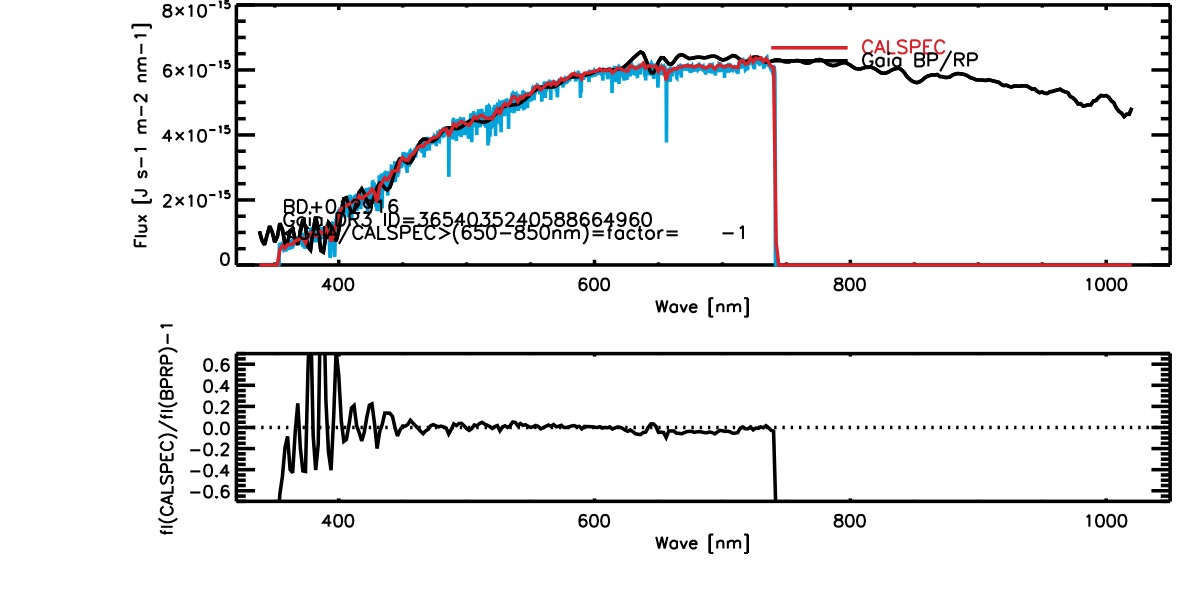 8×10−15
6×10−15
4×10−15
2×10−15
0
Flux [J s−1 m−2 nm−1]
CALSPEC
Gaia BP/RP
Gaia DR3 ID=3654035240588664960
/CALSPEC>(650−850nm)=factor= −1
400 600 800 1000
Wave [nm]
fl(CALSPEC)/fl(BPRP)−1
0.6
0.4
0.2
0.0
−0.2
−0.4
−0.6
400 600 800 1000
Wave [nm]